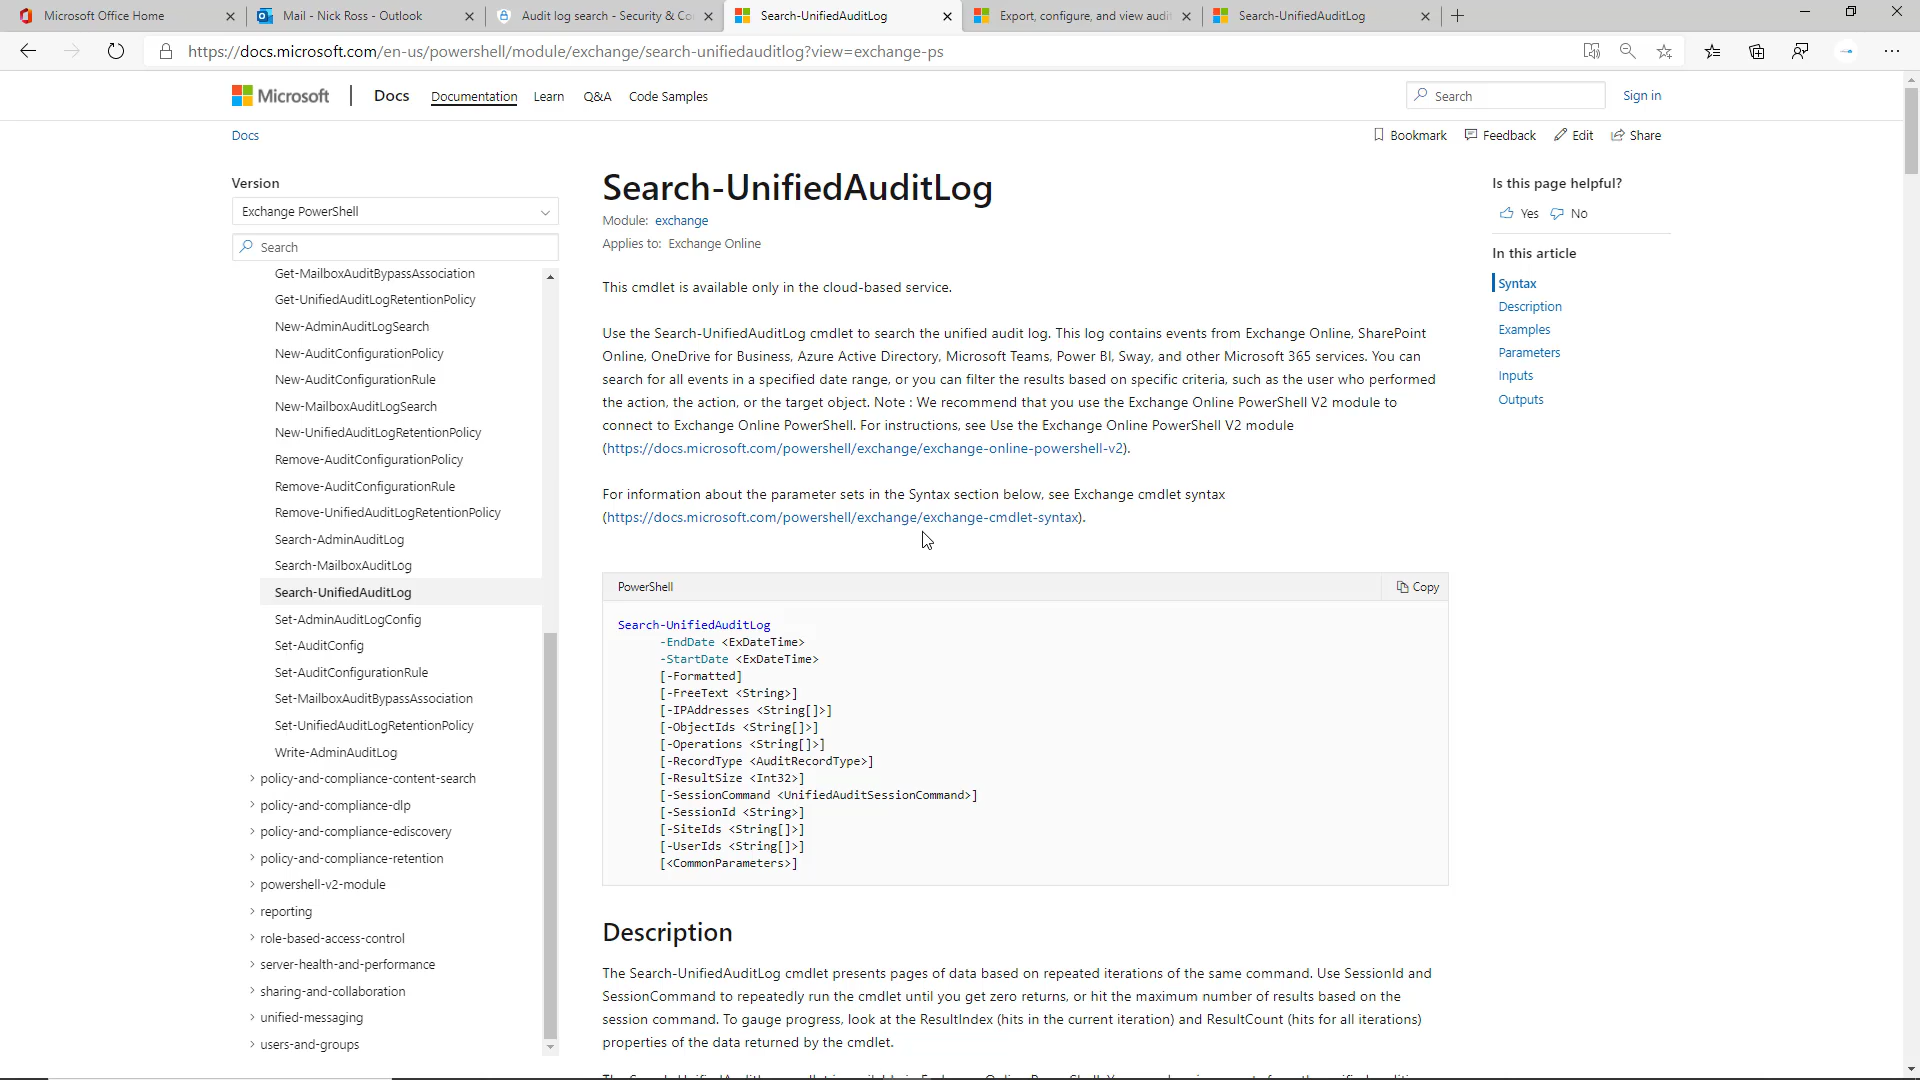 Microsoft Office Home
Mail - Nick Ross - Outlook
Audit log search - Security & Co
Search-UnifiedAuditLog
Export, configure, and view audit
Search-UnifiedAuditLog
https://docs.microsoft.com/en-us/powershell/module/exchange/search-unifiedauditlog?view=exchange-ps
Microsoft
Docs
Documentation
Learn
Q&A
Code Samples
Search
Sign in
Docs
Bookmark
Feedback
Edit
Share
Version
Exchange PowerShell
Search
Get-MailboxAuditBypassAssociation
Get-UnifiedAuditLogRetentionPolicy
New-AdminAuditLogSearch
New-AuditConfigurationPolicy
New-AuditConfigurationRule
New-MailboxAuditLogSearch
New-UnifiedAuditLogRetentionPolicy
Remove-AuditConfigurationPolicy
Remove-AuditConfigurationRule
Remove-UnifiedAuditLogRetentionPolicy
Search-AdminAuditLog
Search-MailboxAuditLog
Search-UnifiedAuditLog
Set-AdminAuditLogConfig
Set-AuditConfig
Set-AuditConfigurationRule
Set-MailboxAuditBypassAssociation
Set-UnifiedAuditLogRetentionPolicy
Write-AdminAuditLog
policy-and-compliance-content-search
policy-and-compliance-dlp
policy-and-compliance-ediscovery
policy-and-compliance-retention
powershell-v2-module
reporting
role-based-access-control
server-health-and-performance
sharing-and-collaboration
unified-messaging
users-and-groups
Search-UnifiedAuditLog
Module: exchange
Applies to: Exchange Online
This cmdlet is available only in the cloud-based service.
Use the Search-UnifiedAuditLog cmdlet to search the unified audit log. This log contains events from Exchange Online, SharePoint
Online, OneDrive for Business, Azure Active Directory, Microsoft Teams, Power BI, Sway, and other Microsoft 365 services. You can
search for all events in a specified date range, or you can filter the results based on specific criteria, such as the user who performed
the action, the action, or the target object. Note : We recommend that you use the Exchange Online PowerShell V2 module to
connect to Exchange Online PowerShell. For instructions, see Use the Exchange Online PowerShell V2 module
(https://docs.microsoft.com/powershell/exchange/exchange-online-powershell-v2).
For information about the parameter sets in the Syntax section below, see Exchange cmdlet syntax
(https://docs.microsoft.com/powershell/exchange/exchange-cmdlet-syntax).
PowerShell
Copy
Search-UnifiedAuditLog
-EndDate <ExDateTime>
-StartDate <ExDateTime>
[-Formatted]
[-FreeText <String>]
[-IPAddresses <String[]>]
[-ObjectIds <String[]>]
[-Operations <String[]>]
[-RecordType <AuditRecordType>]
[-ResultSize <Int32>]
[-SessionCommand <UnifiedAuditSessionCommand>]
[-SessionId <String>]
[-SiteIds <String[]>]
[-UserIds <String[]>]
[<CommonParameters>]
Description
The Search-UnifiedAuditLog cmdlet presents pages of data based on repeated iterations of the same command. Use SessionId and
SessionCommand to repeatedly run the cmdlet until you get zero returns, or hit the maximum number of results based on the
session command. To gauge progress, look at the ResultIndex (hits in the current iteration) and ResultCount (hits for all iterations)
properties of the data returned by the cmdlet.
Is this page helpful?
Yes
No
In this article
Syntax
Description
Examples
Parameters
Inputs
Outputs